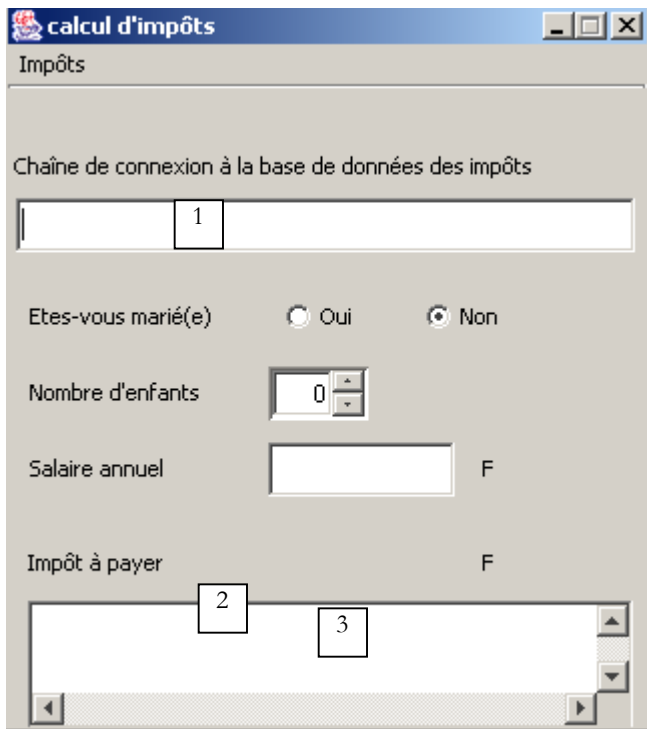 calcul d'impôts
Impôts
Chaîne de connexion à la base de données des impôts
1
Etes-vous marié(e) Oui Non
Nombre d'enfants 0
Salaire annuel F
Impôt à payer F
2
3